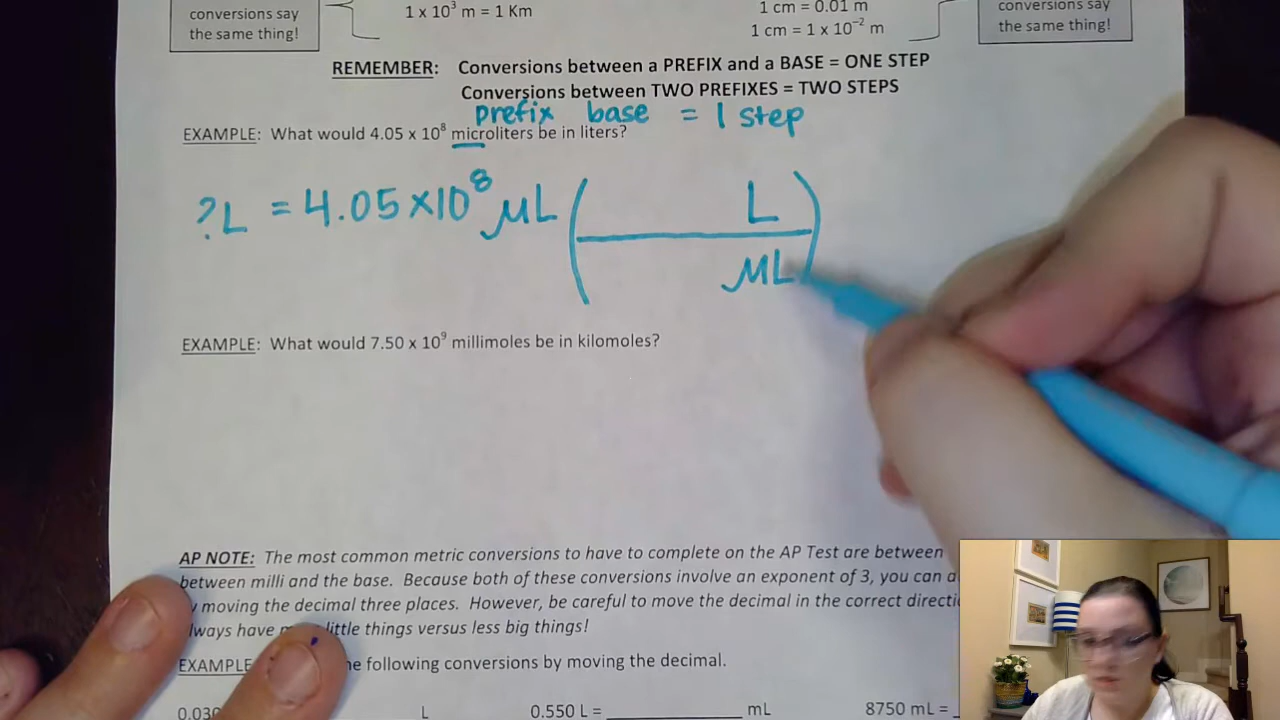 conversions say
the same thing!
1 x 10³ m = 1 Km
1 cm = 0.01 m
1 cm = 1 x 10⁻² m
conversions say
the same thing!
REMEMBER: Conversions between a PREFIX and a BASE = ONE STEP
Conversions between TWO PREFIXES = TWO STEPS
prefix base = 1 step
EXAMPLE: What would 4.05 x 10⁸ microliters be in liters?
?L = 4.05×10⁸ µL ( L
µL )
EXAMPLE: What would 7.50 x 10⁹ millimoles be in kilomoles?
AP NOTE: The most common metric conversions to have to complete on the AP Test are between
between milli and the base. Because both of these conversions involve an exponent of 3, you can
moving the decimal three places. However, be careful to move the decimal in the correct
have little things versus less big things!
EXAMPLE following conversions by moving the decimal.
L 0.550 L = ____________ mL 8750 mL =